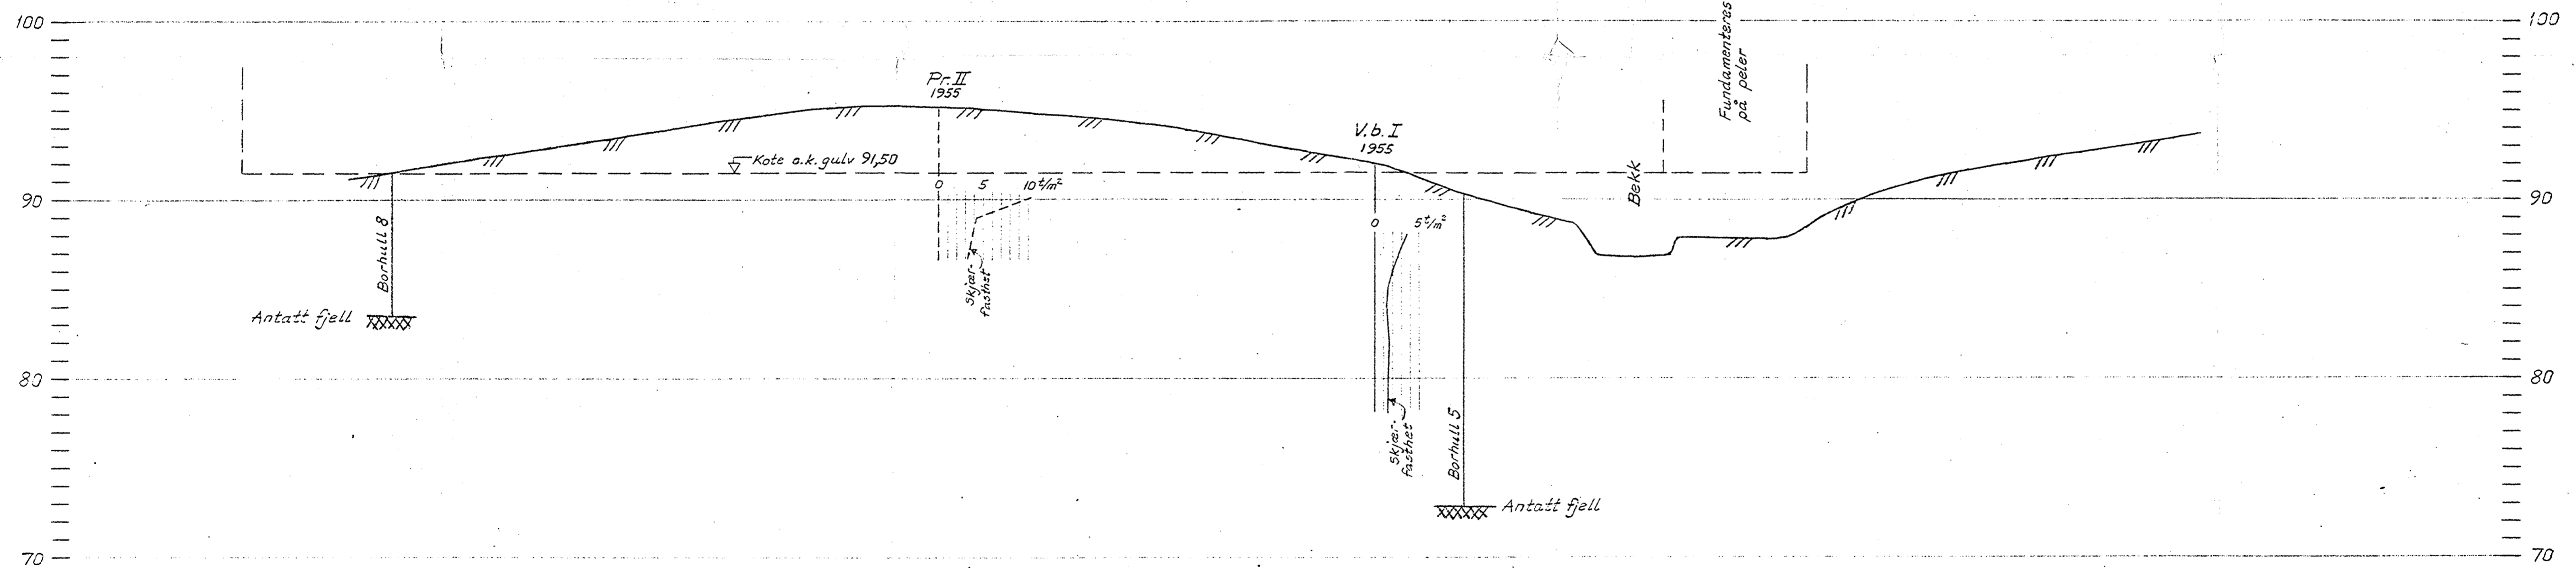 100
100
Fundamenteres
på peler
Pr. II
1955
V.b. I
1955
Kote o.k. gulv 91,50
Bekk
0 5 10 t/m²
90
90
0 5 t/m²
Borhull 8
Skjær-
fasthet
Antatt fjell
80
80
Skjær-
fasthet
Borhull 5
Antatt fjell
70
70